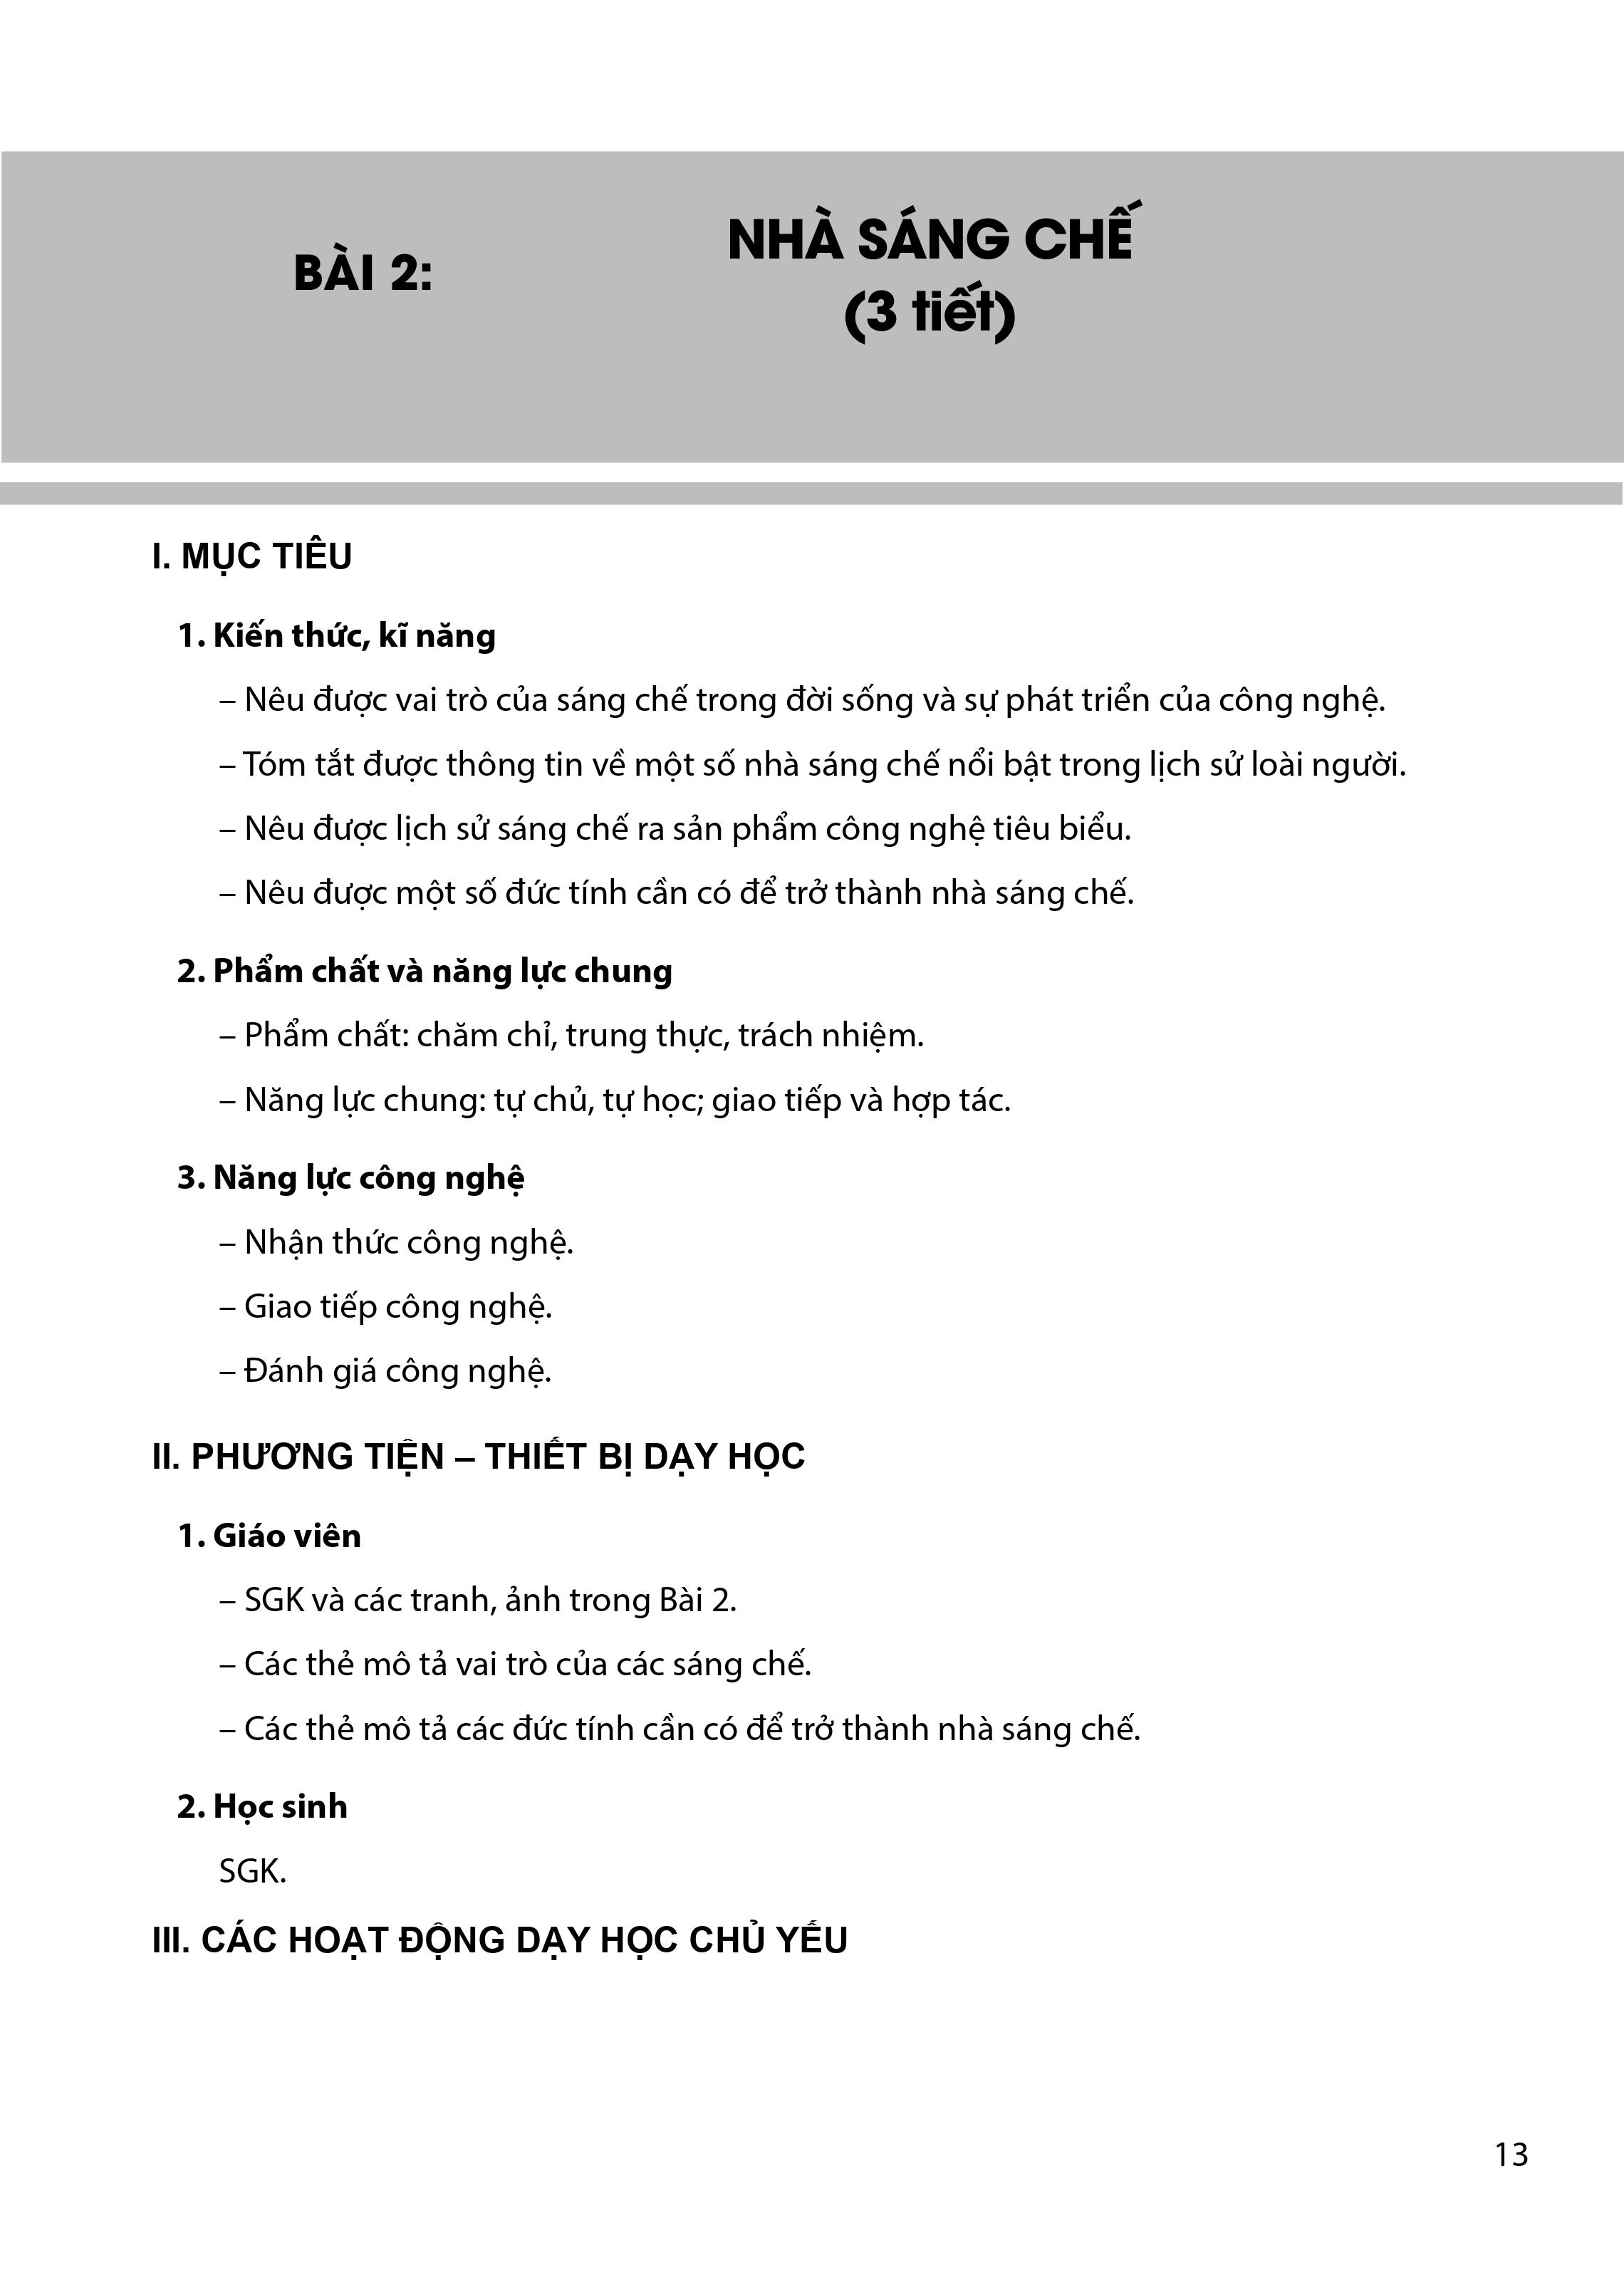 BÀI 2:
NHÀ SÁNG CHẾ
(3 tiết)
I. MỤC TIÊU
1. Kiến thức, kĩ năng
– Nêu được vai trò của sáng chế trong đời sống và sự phát triển của công nghệ.
– Tóm tắt được thông tin về một số nhà sáng chế nổi bật trong lịch sử loài người.
– Nêu được lịch sử sáng chế ra sản phẩm công nghệ tiêu biểu.
– Nêu được một số đức tính cần có để trở thành nhà sáng chế.
2. Phẩm chất và năng lực chung
– Phẩm chất: chăm chỉ, trung thực, trách nhiệm.
– Năng lực chung: tự chủ, tự học; giao tiếp và hợp tác.
3. Năng lực công nghệ
– Nhận thức công nghệ.
– Giao tiếp công nghệ.
– Đánh giá công nghệ.
II. PHƯƠNG TIỆN – THIẾT BỊ DẠY HỌC
1. Giáo viên
– SGK và các tranh, ảnh trong Bài 2.
– Các thẻ mô tả vai trò của các sáng chế.
– Các thẻ mô tả các đức tính cần có để trở thành nhà sáng chế.
2. Học sinh
SGK.
III. CÁC HOẠT ĐỘNG DẠY HỌC CHỦ YẾU
13